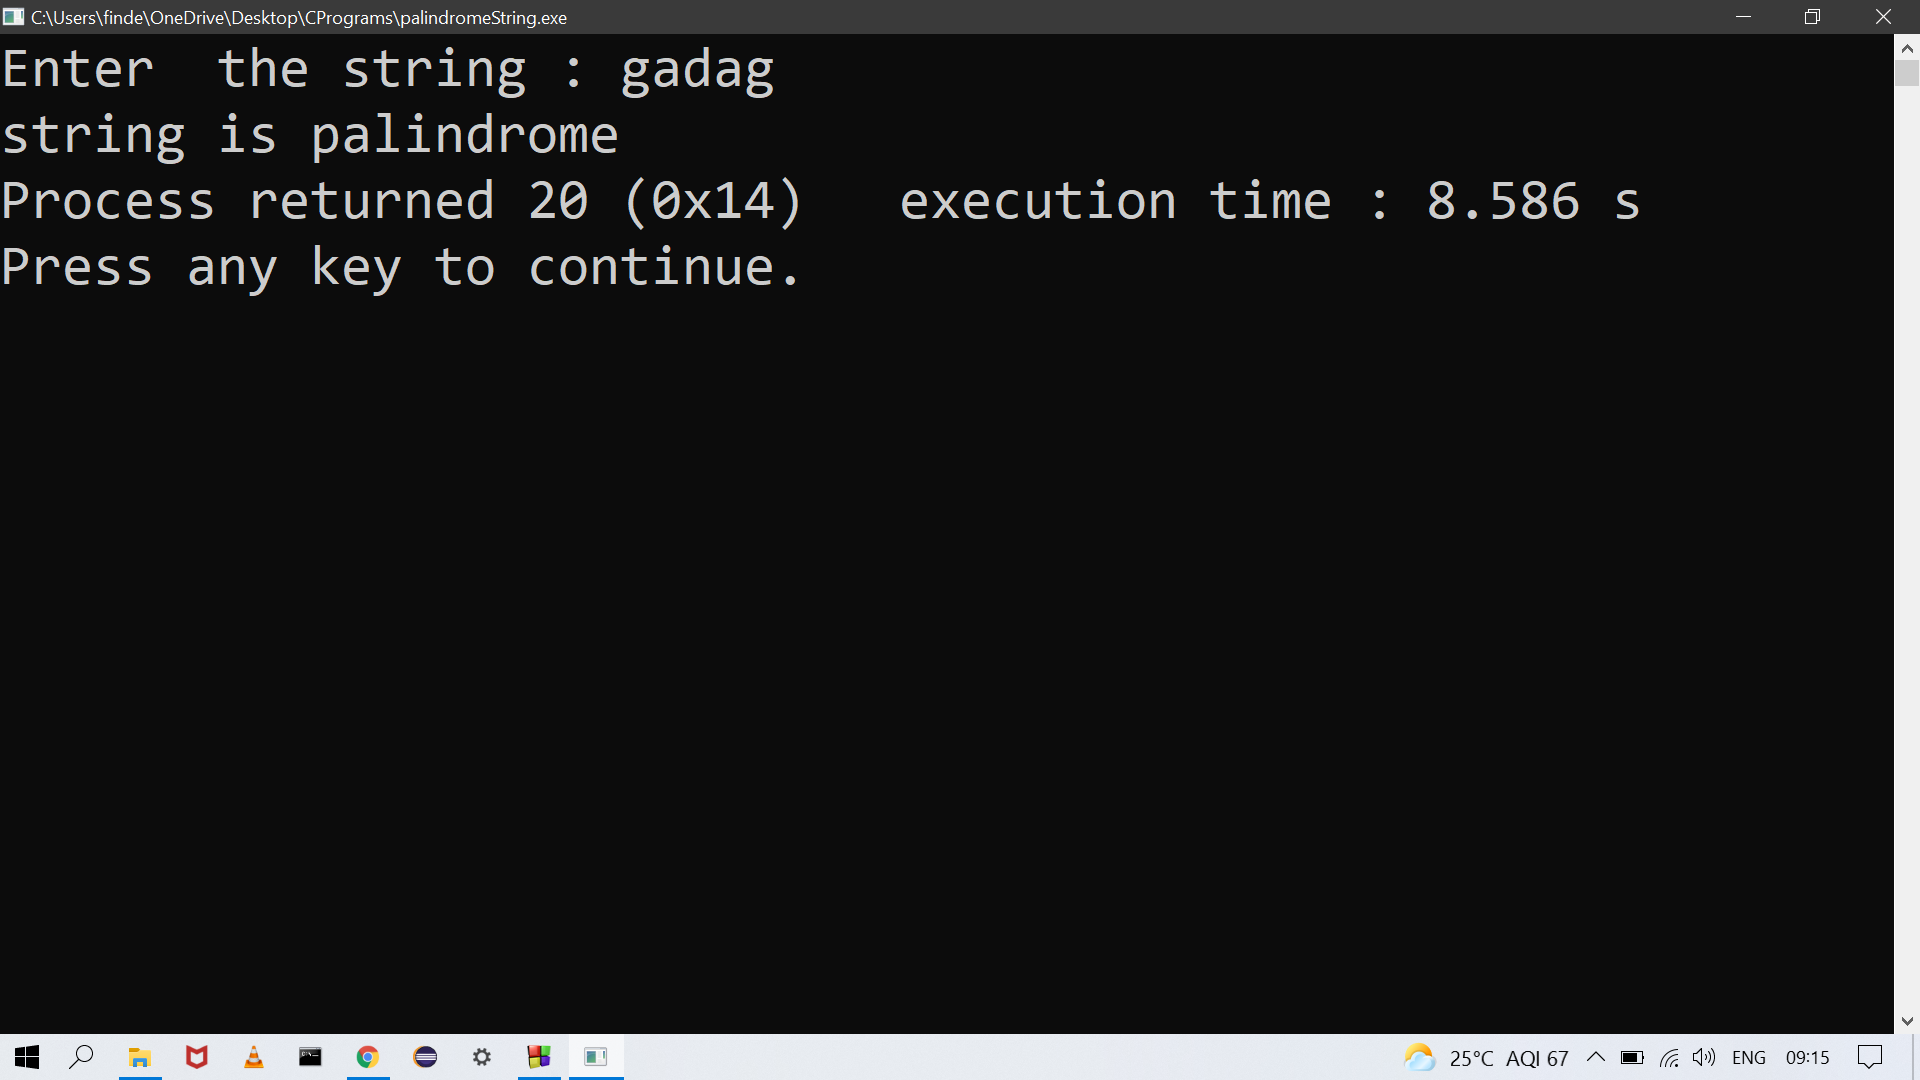 C:\Users\finde\OneDrive\Desktop\CPrograms\palindromeString.exe
Enter  the string : gadag
string is palindrome
Process returned 20 (0x14)   execution time : 8.586 s
Press any key to continue.
25°C AQI 67 ENG 09:15